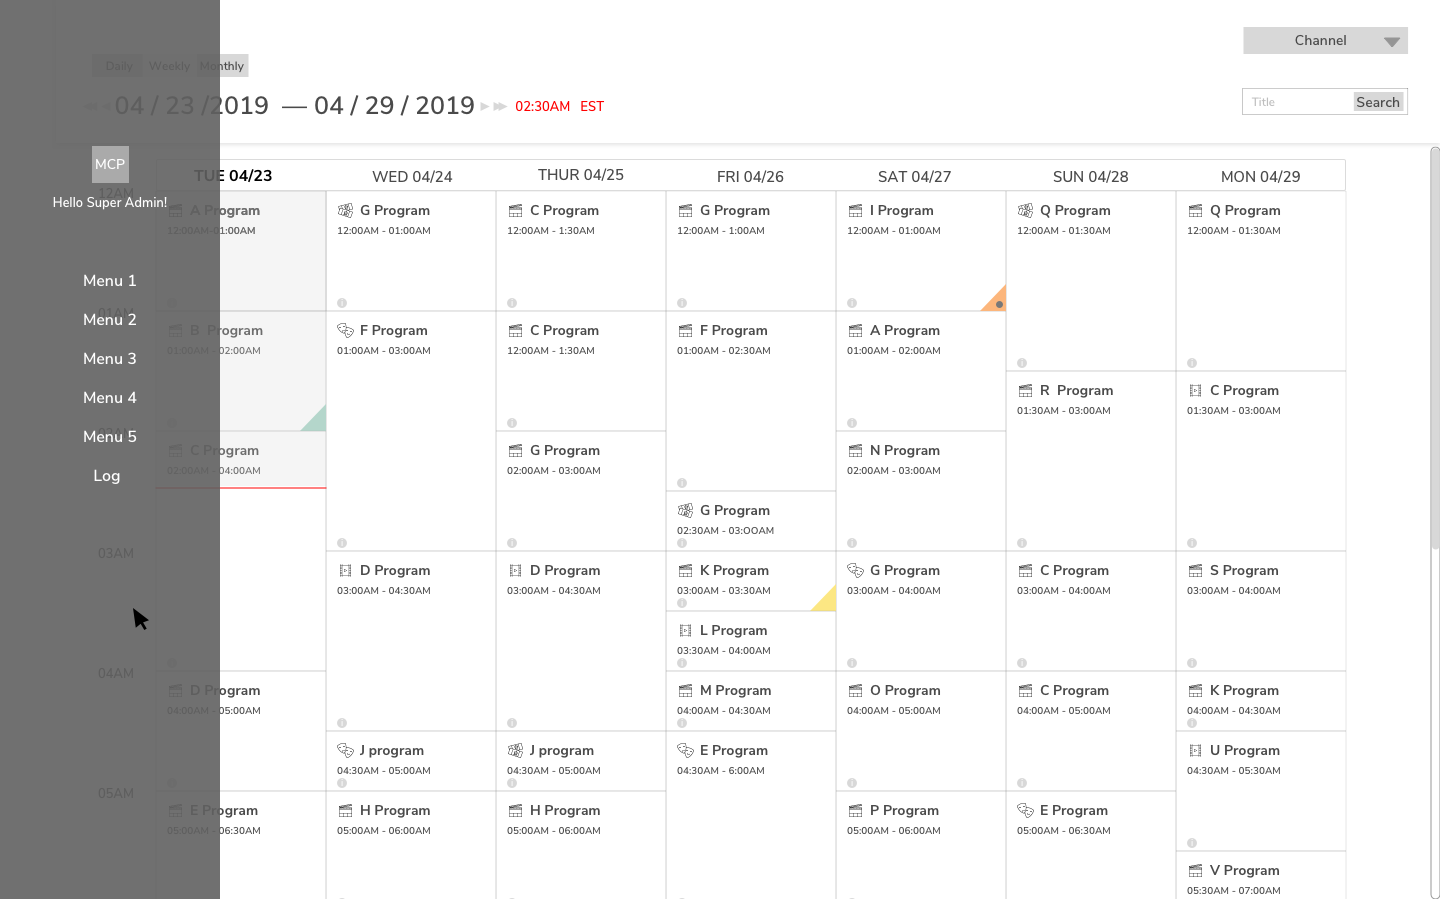 Channel
Daily Weekly Monthly
04 / 23 /2019 — 04 / 29 / 2019 02:30AM EST
Title Search
MCP
Hello Super Admin!
Menu 1
Menu 2
Menu 3
Menu 4
Menu 5
Log
TUE 04/23 WED 04/24 THUR 04/25 FRI 04/26 SAT 04/27 SUN 04/28 MON 04/29
12AM
A Program G Program C Program G Program I Program Q Program Q Program
12:00AM-01:00AM 12:00AM - 01:00AM 12:00AM - 1:30AM 12:00AM - 1:00AM 12:00AM - 01:00AM 12:00AM - 01:30AM 12:00AM - 01:30AM
01AM
B Program F Program C Program F Program A Program
01:00AM - 02:00AM 01:00AM - 03:00AM 12:00AM - 1:30AM 01:00AM - 02:30AM 01:00AM - 02:00AM
R Program C Program
01:30AM - 03:00AM 01:30AM - 03:00AM
02AM
C Program G Program N Program
02:00AM - 04:00AM 02:00AM - 03:00AM 02:00AM - 03:00AM
G Program
02:30AM - 03:OOAM
03AM
D Program D Program K Program G Program C Program S Program
03:00AM - 04:30AM 03:00AM - 04:30AM 03:00AM - 03:30AM 03:00AM - 04:00AM 03:00AM - 04:00AM 03:00AM - 04:00AM
L Program
03:30AM - 04:00AM
04AM
D Program M Program O Program C Program K Program
04:00AM - 05:00AM 04:00AM - 04:30AM 04:00AM - 05:00AM 04:00AM - 05:00AM 04:00AM - 04:30AM
J program J program E Program U Program
04:30AM - 05:00AM 04:30AM - 05:00AM 04:30AM - 6:00AM 04:30AM - 05:30AM
05AM
E Program H Program H Program P Program E Program
05:00AM - 06:30AM 05:00AM - 06:00AM 05:00AM - 06:00AM 05:00AM - 06:00AM 05:00AM - 06:30AM
V Program
05:30AM - 07:00AM